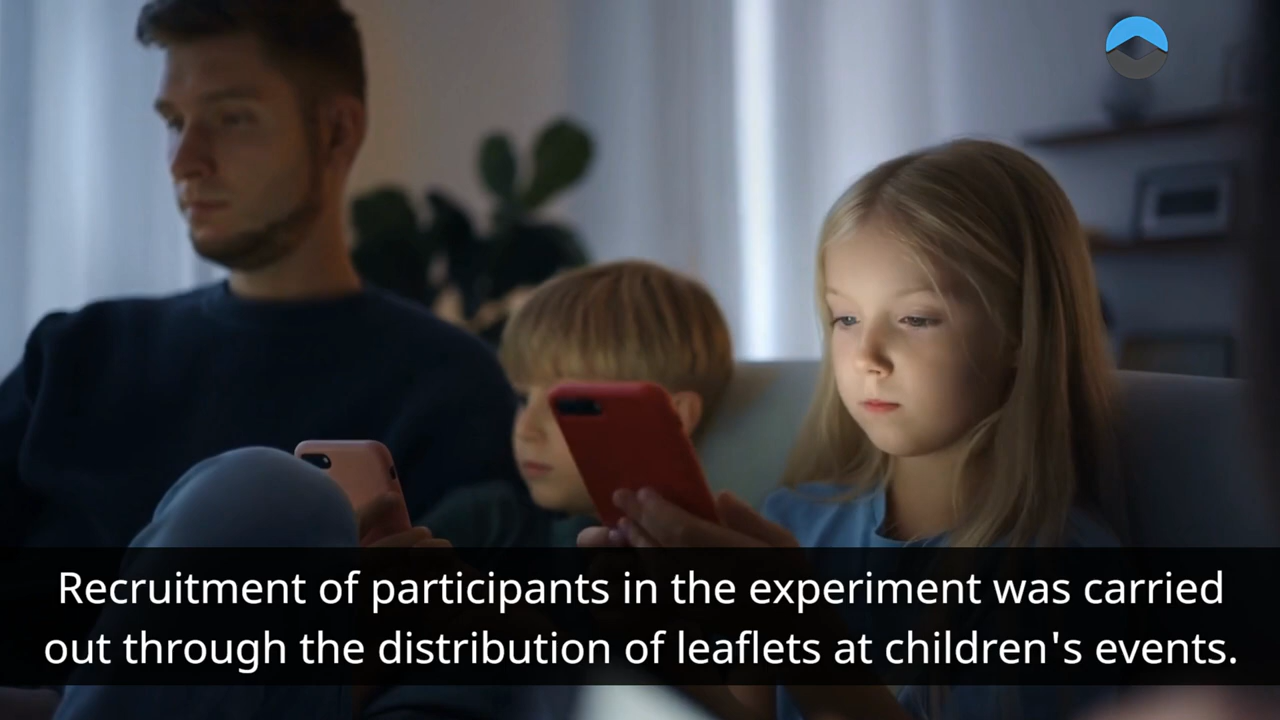 Recruitment of participants in the experiment was carried
out through the distribution of leaflets at children's events.